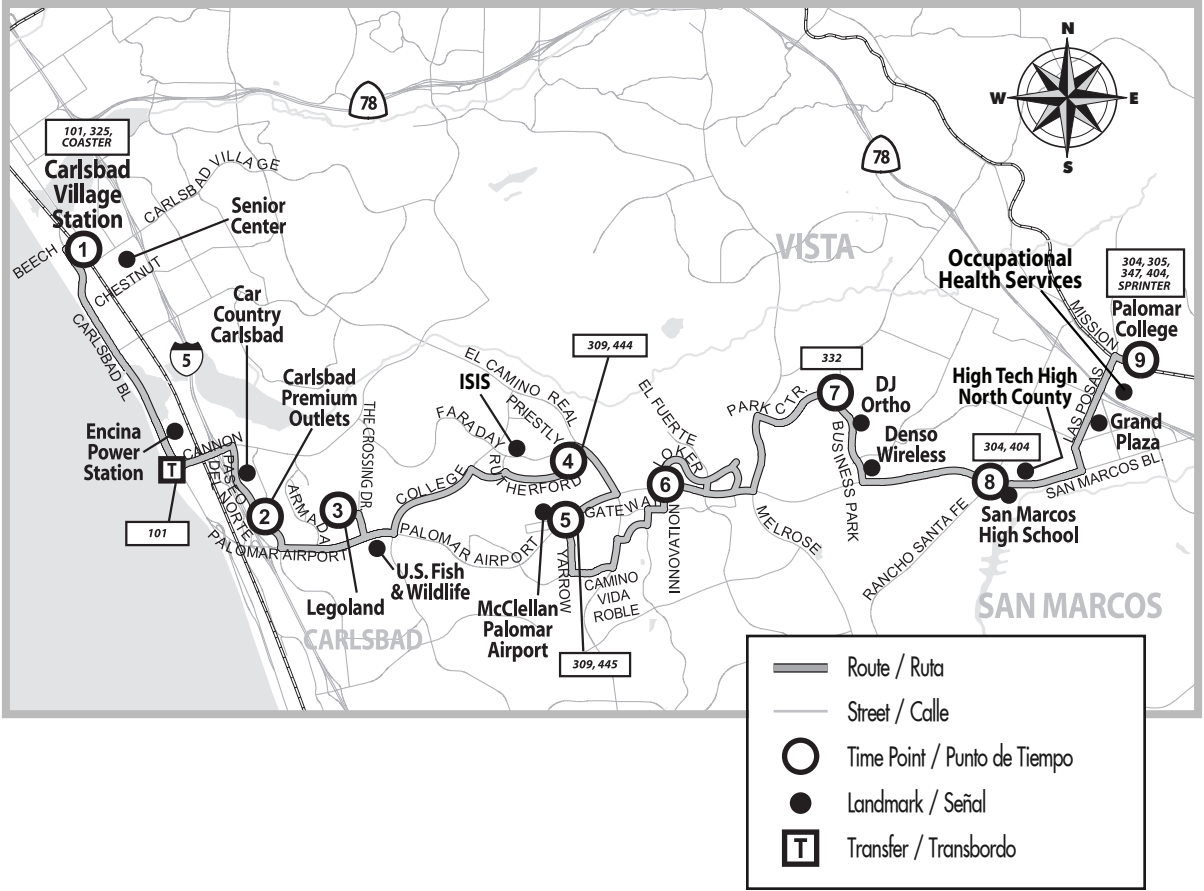 N
W
E
S
78
78
101, 325,
COASTER
Carlsbad
Village
Station
1
BEECH
CARLSBAD VILLAGE
CHESTNUT
Senior
Center
CARLSBAD BL
5
Car
Country
Carlsbad
Encina
Power
Station
T
101
CANNON
PASEO
DEL NORTE
Carlsbad
Premium
Outlets
2
ARMADA
THE CROSSING DR
3
Legoland
PALOMAR AIRPORT
U.S. Fish
& Wildlife
CARLSBAD
COLLEGE
PALOMAR AIRPORT
FARADAY
RUTHERFORD
PRIESTLY
EL CAMINO REAL
ISIS
309, 444
4
5
McClellan
Palomar
Airport
309, 445
YARROW
GATEWAY
CAMINO
VIDA
ROBLE
6
INNOVATION
LOKER
EL FUERTE
MELROSE
PARK CTR.
VISTA
332
7
DJ
Ortho
Denso
Wireless
BUSINESS PARK
RANCHO SANTA FE
304, 404
8
San Marcos
High School
High Tech High
North County
SAN MARCOS BL.
LAS POSAS
Grand
Plaza
Occupational
Health Services
MISSION
304, 305,
347, 404,
SPRINTER
Palomar
College
9
SAN MARCOS
Route / Ruta
Street / Calle
Time Point / Punto de Tiempo
Landmark / Señal
T
Transfer / Transbordo